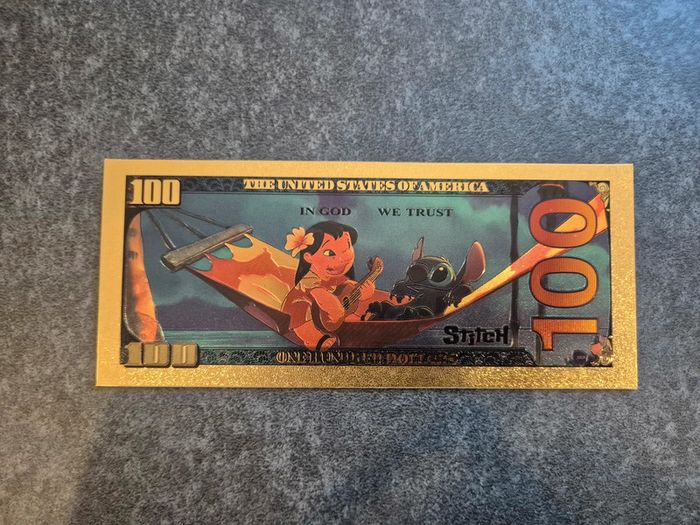 100
THE UNITED STATES OF AMERICA
IN GOD WE TRUST
100
STITCH
100
ONE HUNDRED DOLLARS